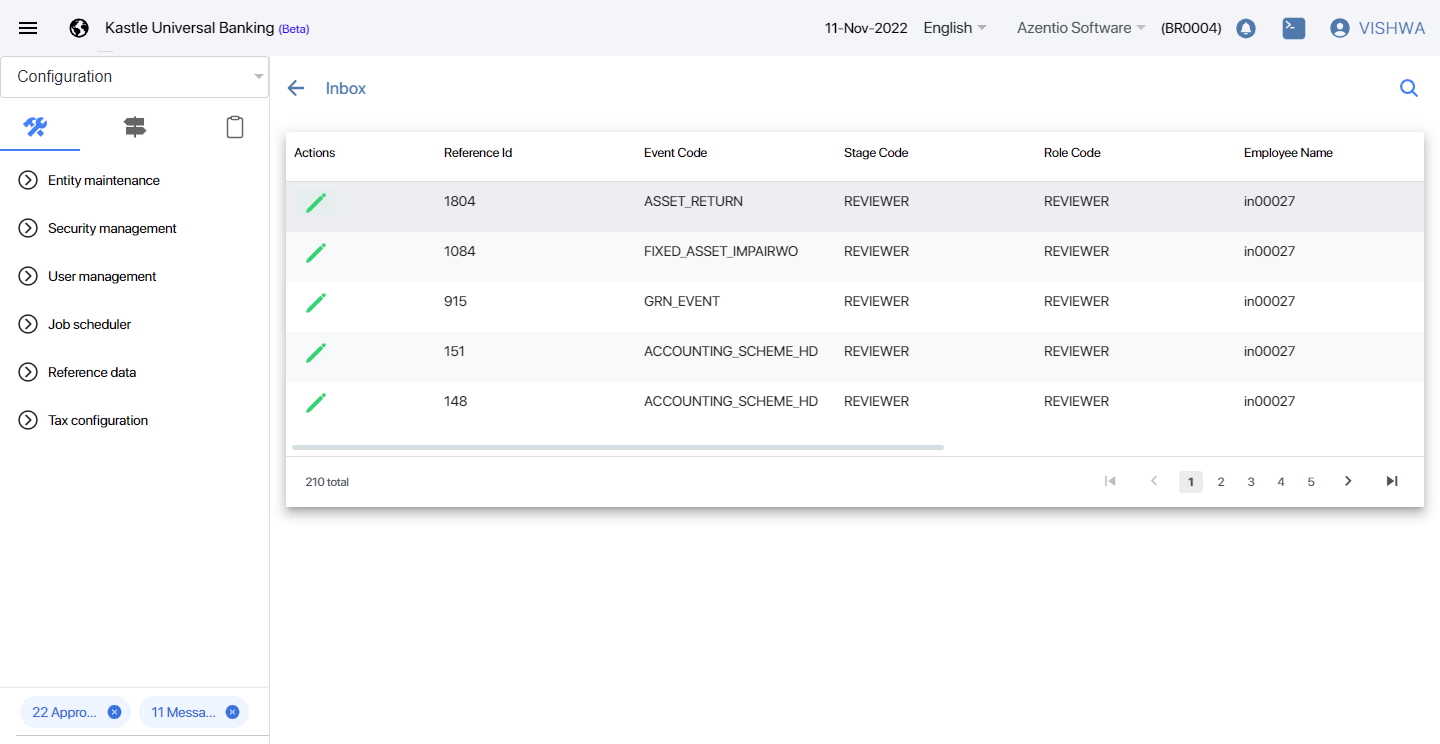 Kastle Universal Banking (Beta) 11-Nov-2022 English Azentio Software (BR0004) >_ VISHWA
Configuration
Inbox
Entity maintenance
Security management
User management
Job scheduler
Reference data
Tax configuration
Actions Reference Id Event Code Stage Code Role Code Employee Name
1804 ASSET_RETURN REVIEWER REVIEWER in00027
1084 FIXED_ASSET_IMPAIRWO REVIEWER REVIEWER in00027
915 GRN_EVENT REVIEWER REVIEWER in00027
151 ACCOUNTING_SCHEME_HD REVIEWER REVIEWER in00027
148 ACCOUNTING_SCHEME_HD REVIEWER REVIEWER in00027
210 total 1 2 3 4 5
22 Appro... 11 Messa...